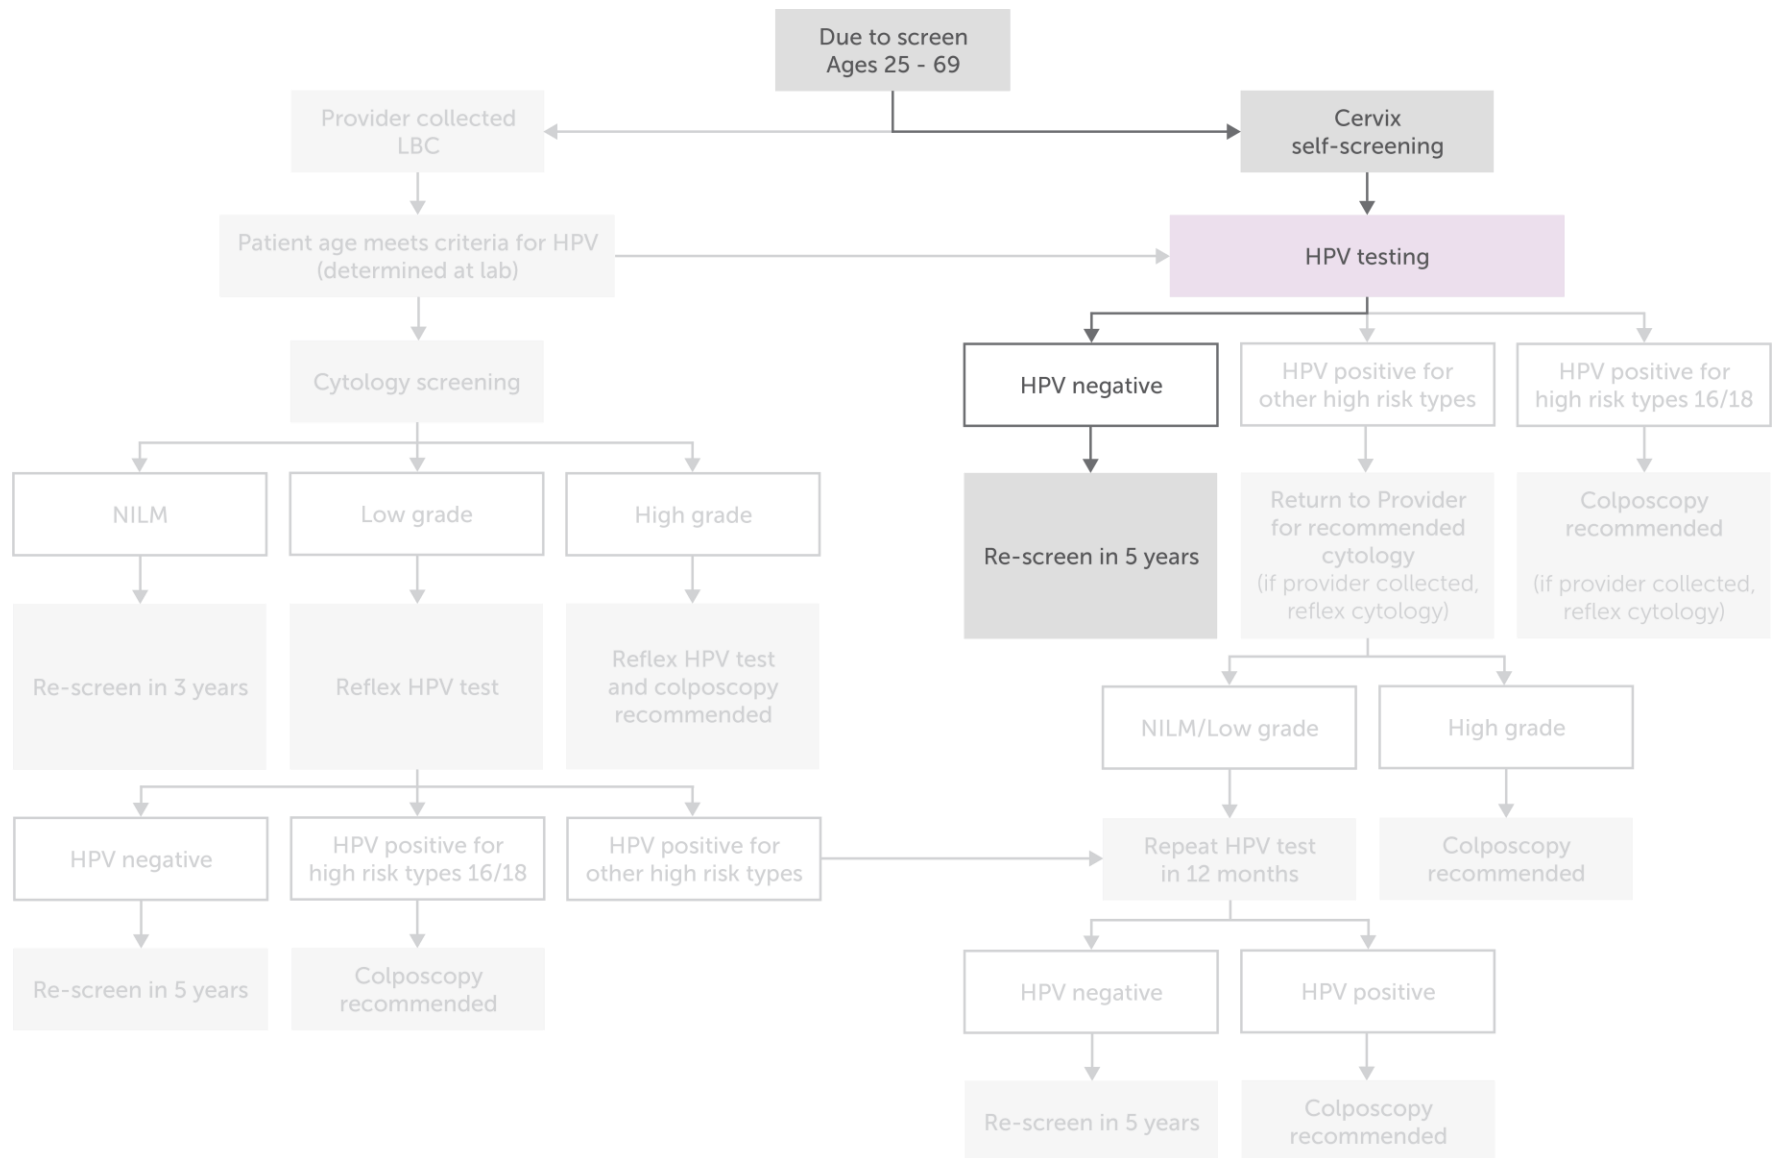 Due to screen
Ages 25 - 69
Provider collected
LBC
Cervix
self-screening
Patient age meets criteria for HPV
(determined at lab)
HPV testing
Cytology screening
HPV negative
HPV positive for
other high risk types
HPV positive for
high risk types 16/18
NILM
Low grade
High grade
Re-screen in 5 years
Return to Provider
for recommended
cytology
(if provider collected,
reflex cytology)
Colposcopy
recommended
(if provider collected,
reflex cytology)
Re-screen in 3 years
Reflex HPV test
Reflex HPV test
and colposcopy
recommended
NILM/Low grade
High grade
HPV negative
HPV positive for
high risk types 16/18
HPV positive for
other high risk types
Repeat HPV test
in 12 months
Colposcopy
recommended
Re-screen in 5 years
Colposcopy
recommended
HPV negative
HPV positive
Re-screen in 5 years
Colposcopy
recommended